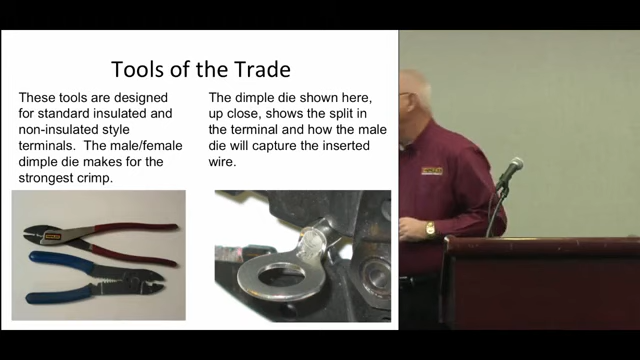 Tools of the Trade
These tools are designed
for standard insulated and
non-insulated style
terminals.  The male/female
dimple die makes for the
strongest crimp.
The dimple die shown here,
up close, shows the split in
the terminal and how the male
die will capture the inserted
wire.